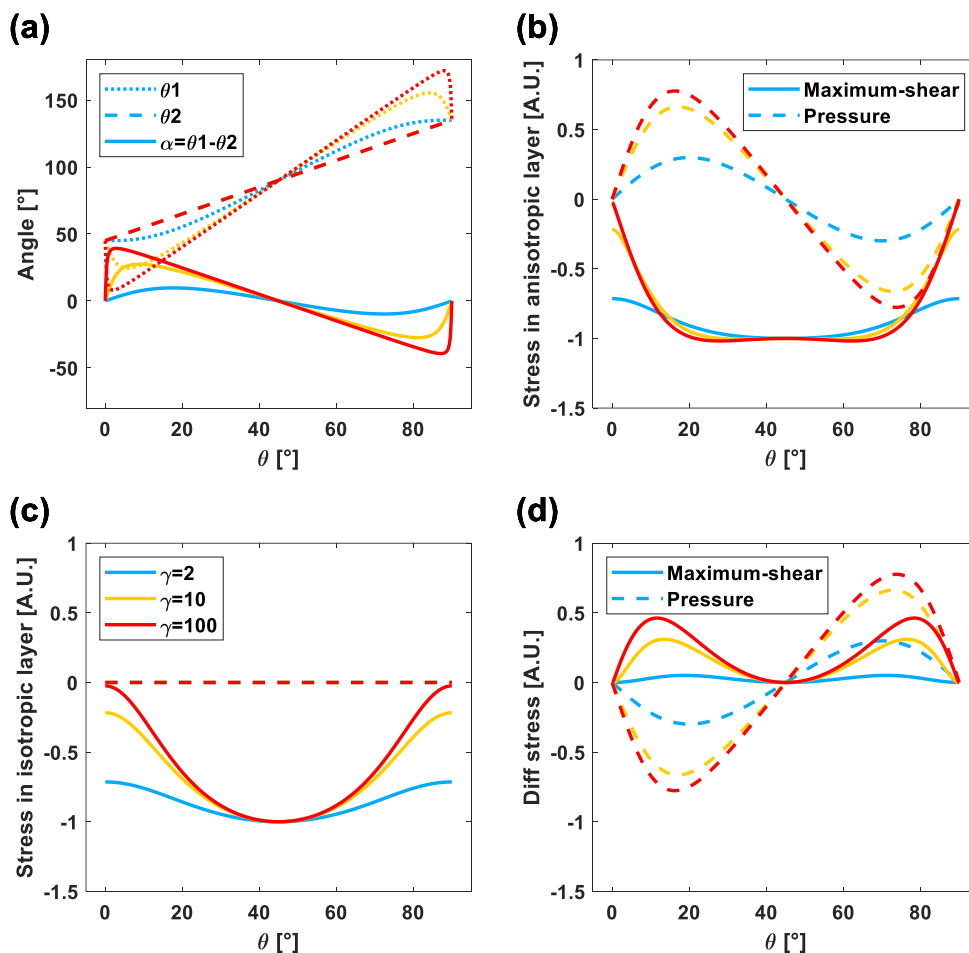 (a)
θ1
θ2
α=θ1-θ2
Angle [°]
150
100
50
0
-50
0
20
40
60
80
θ [°]
(b)
Maximum-shear
Pressure
Stress in anisotropic layer [A.U.]
1
0.5
0
-0.5
-1
-1.5
0
20
40
60
80
θ [°]
(c)
γ=2
γ=10
γ=100
Stress in isotropic layer [A.U.]
1
0.5
0
-0.5
-1
-1.5
0
20
40
60
80
θ [°]
(d)
Maximum-shear
Pressure
Diff stress [A.U.]
1
0.5
0
-0.5
-1
-1.5
0
20
40
60
80
θ [°]